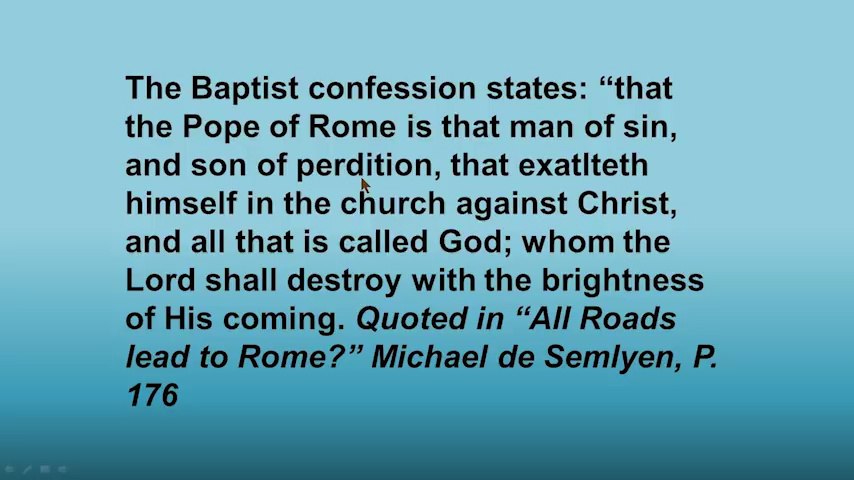 The Baptist confession states: “that
the Pope of Rome is that man of sin,
and son of perdition, that exatlteth
himself in the church against Christ,
and all that is called God; whom the
Lord shall destroy with the brightness
of His coming. Quoted in “All Roads
lead to Rome?” Michael de Semlyen, P.
176